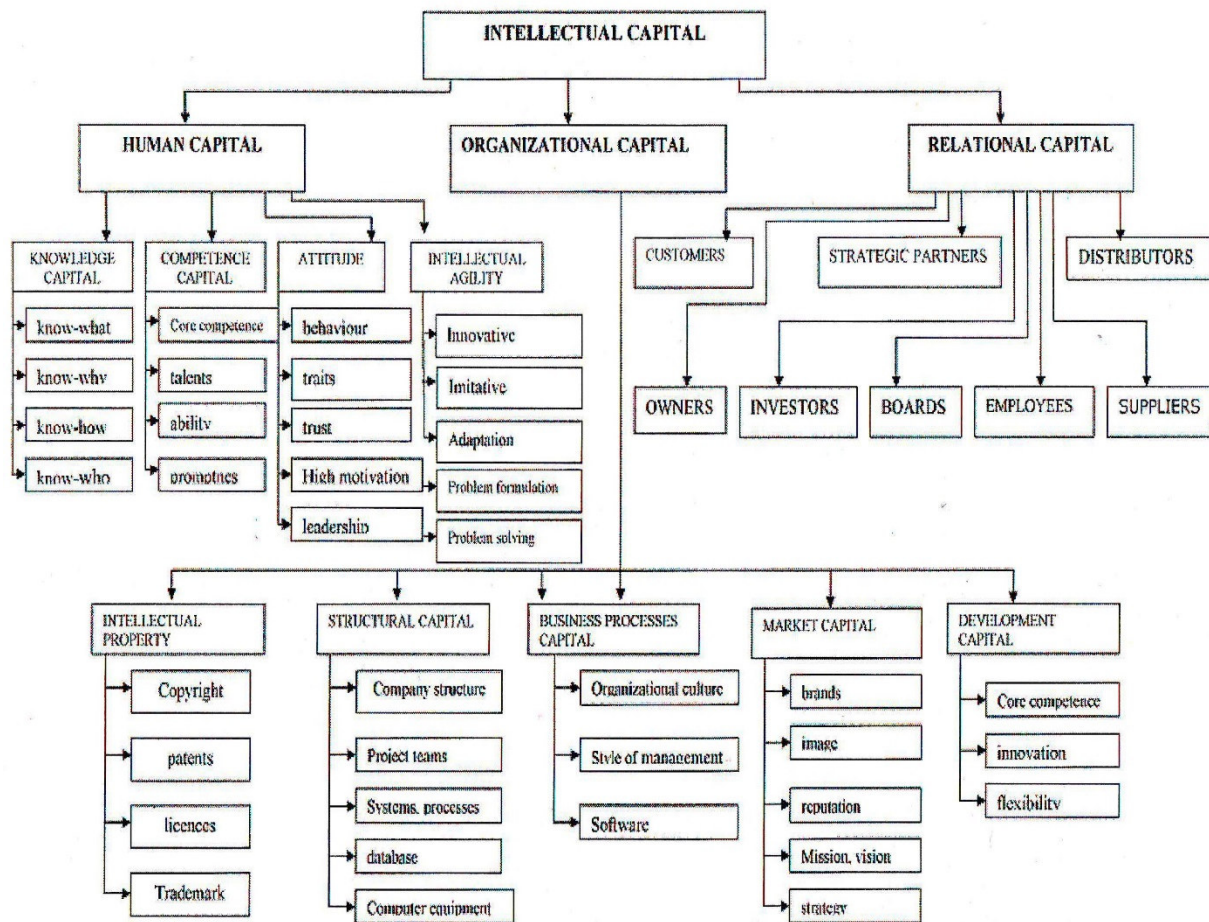 INTELLECTUAL CAPITAL
HUMAN CAPITAL
ORGANIZATIONAL CAPITAL
RELATIONAL CAPITAL
KNOWLEDGE
CAPITAL
COMPETENCE
CAPITAL
ATTITUDE
INTELLECTUAL
AGILITY
CUSTOMERS
STRATEGIC PARTNERS
DISTRIBUTORS
know-what
know-why
know-how
know-who
Core competence
talents
ability
behaviour
traits
trust
High motivation
leadership
Innovative
Imitative
Adaptation
Problem formulation
Problem solving
OWNERS
INVESTORS
BOARDS
EMPLOYEES
SUPPLIERS
INTELLECTUAL
PROPERTY
STRUCTURAL CAPITAL
BUSINESS PROCESSES
CAPITAL
MARKET CAPITAL
DEVELOPMENT
CAPITAL
Copyright
patents
licences
Trademark
Company structure
Project teams
Systems, processes
database
Computer equipment
Organizational culture
Style of management
Software
brands
image
reputation
Mission, vision
strategy
Core competence
innovation
flexibility